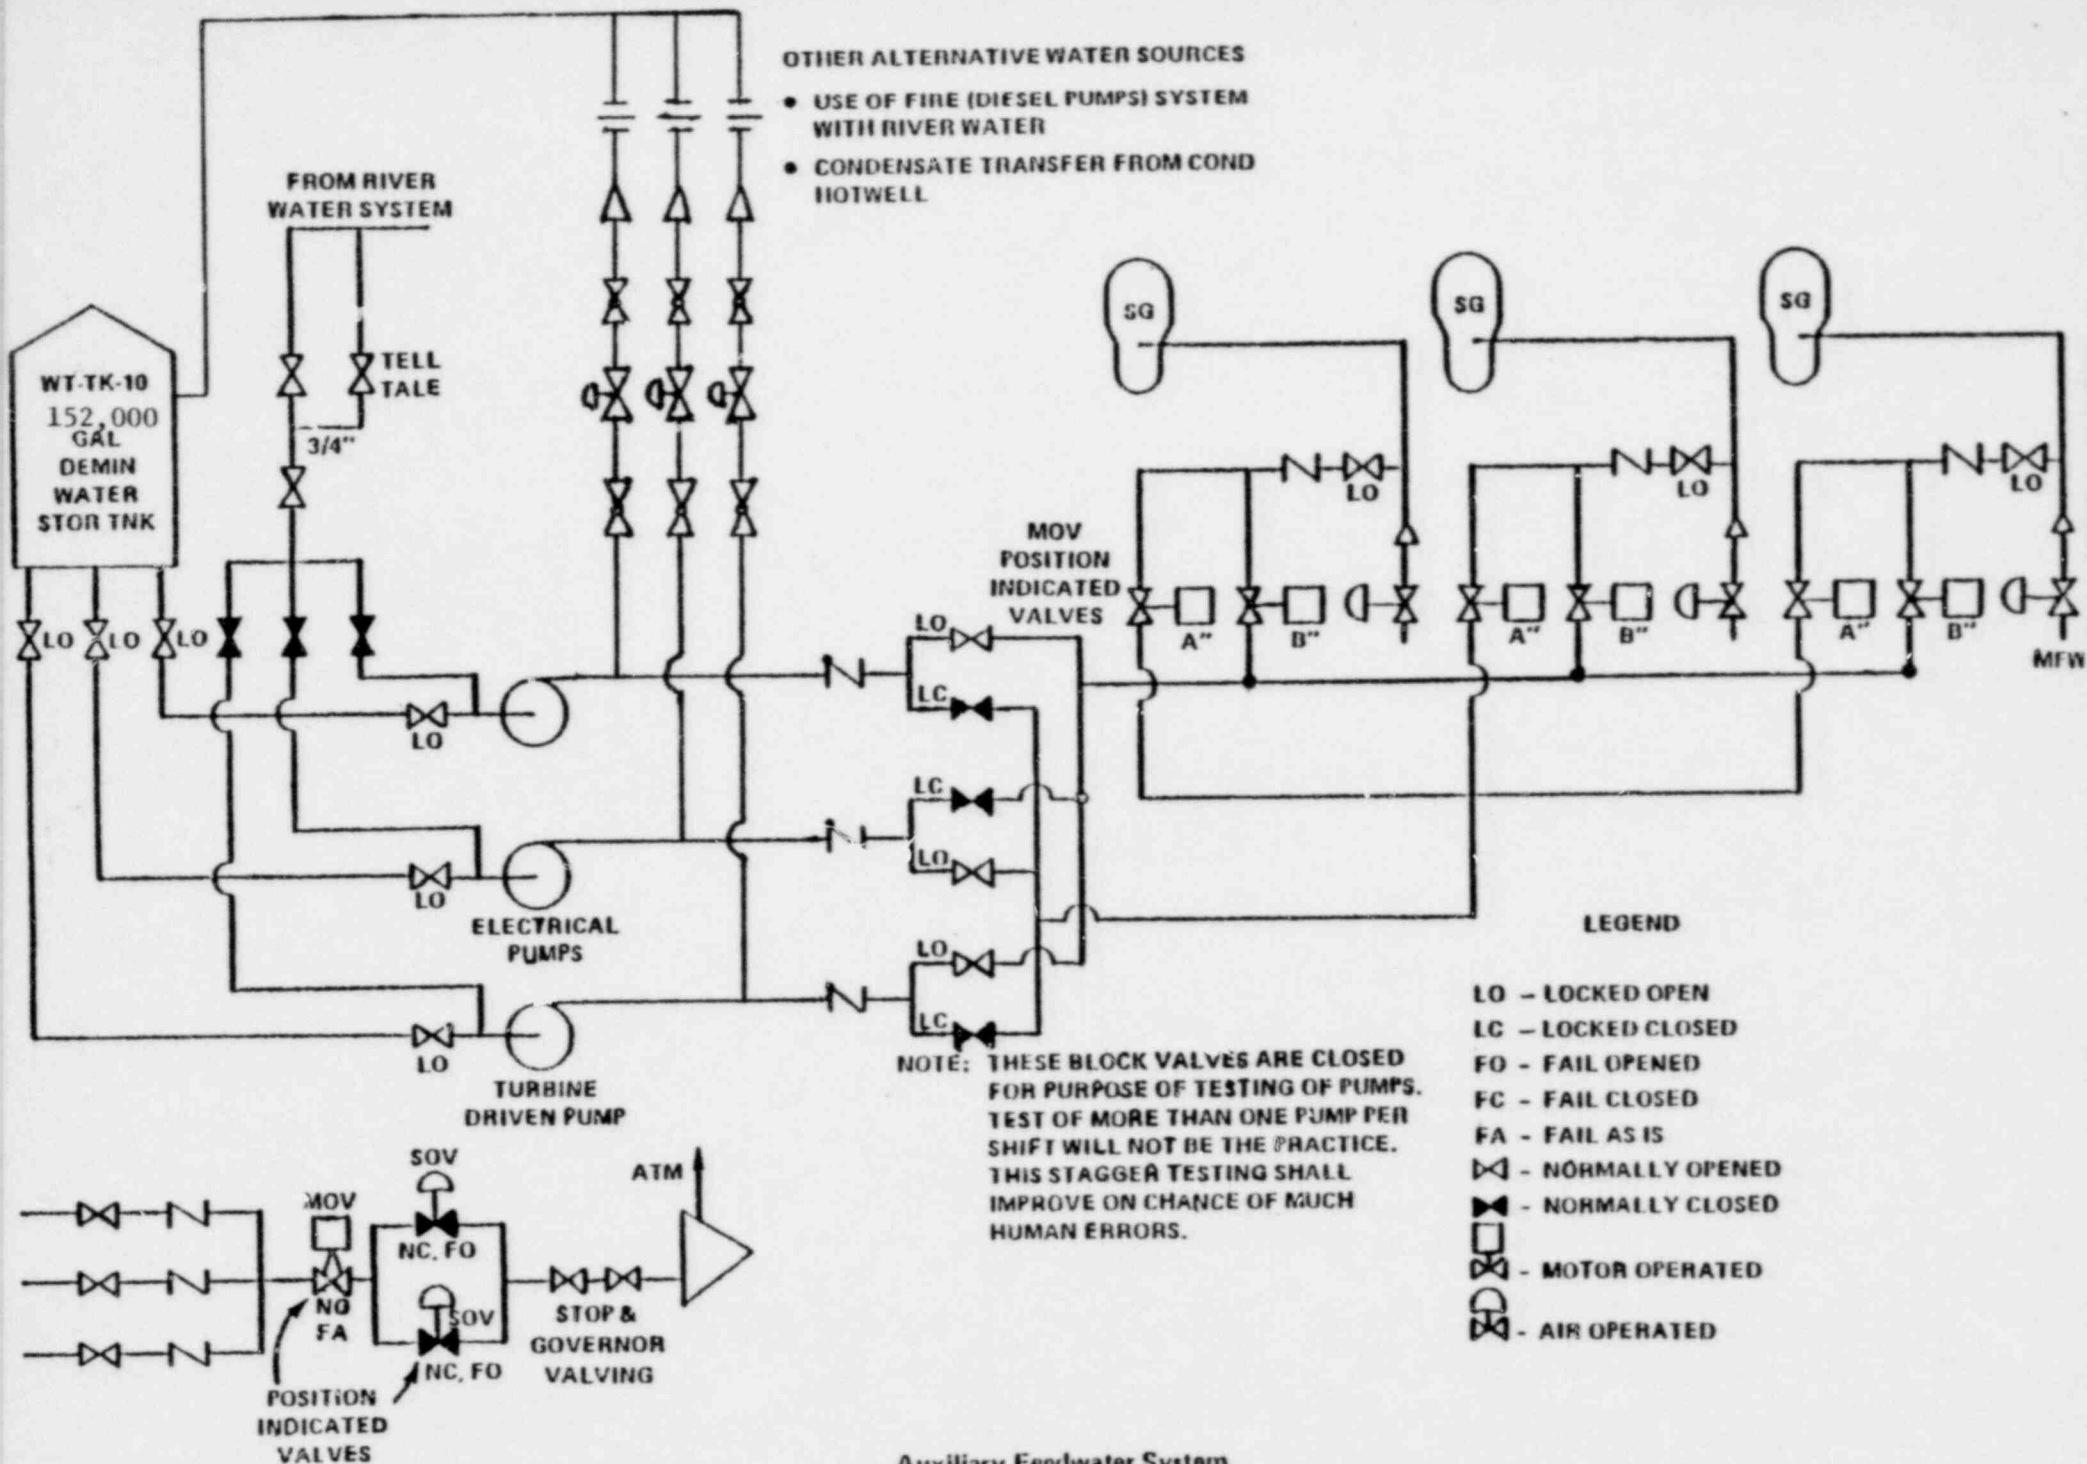 OTHER ALTERNATIVE WATER SOURCES
• USE OF FIRE (DIESEL PUMPS) SYSTEM
WITH RIVER WATER
• CONDENSATE TRANSFER FROM COND
HOTWELL
FROM RIVER
WATER SYSTEM
TELL
TALE
3/4"
WT-TK-10
152,000
GAL
DEMIN
WATER
STOR TNK
SG
SG
SG
LO
LO
LO
MOV
POSITION
INDICATED
VALVES
A"
B"
A"
B"
A"
B"
MFW
LO
LO
LO
LO
LC
LO
LC
LO
LO
ELECTRICAL
PUMPS
LO
LC
LO
TURBINE
DRIVEN PUMP
NOTE: THESE BLOCK VALVES ARE CLOSED
FOR PURPOSE OF TESTING OF PUMPS.
TEST OF MORE THAN ONE PUMP PER
SHIFT WILL NOT BE THE PRACTICE.
THIS STAGGER TESTING SHALL
IMPROVE ON CHANCE OF MUCH
HUMAN ERRORS.
LEGEND
LO – LOCKED OPEN
LC – LOCKED CLOSED
FO - FAIL OPENED
FC - FAIL CLOSED
FA - FAIL AS IS
- NORMALLY OPENED
- NORMALLY CLOSED
- MOTOR OPERATED
- AIR OPERATED
SOV
MOV
ATM
NC, FO
NO
FA
SOV
NC, FO
STOP &
GOVERNOR
VALVING
POSITION
INDICATED
VALVES
Auxiliary Feedwater System